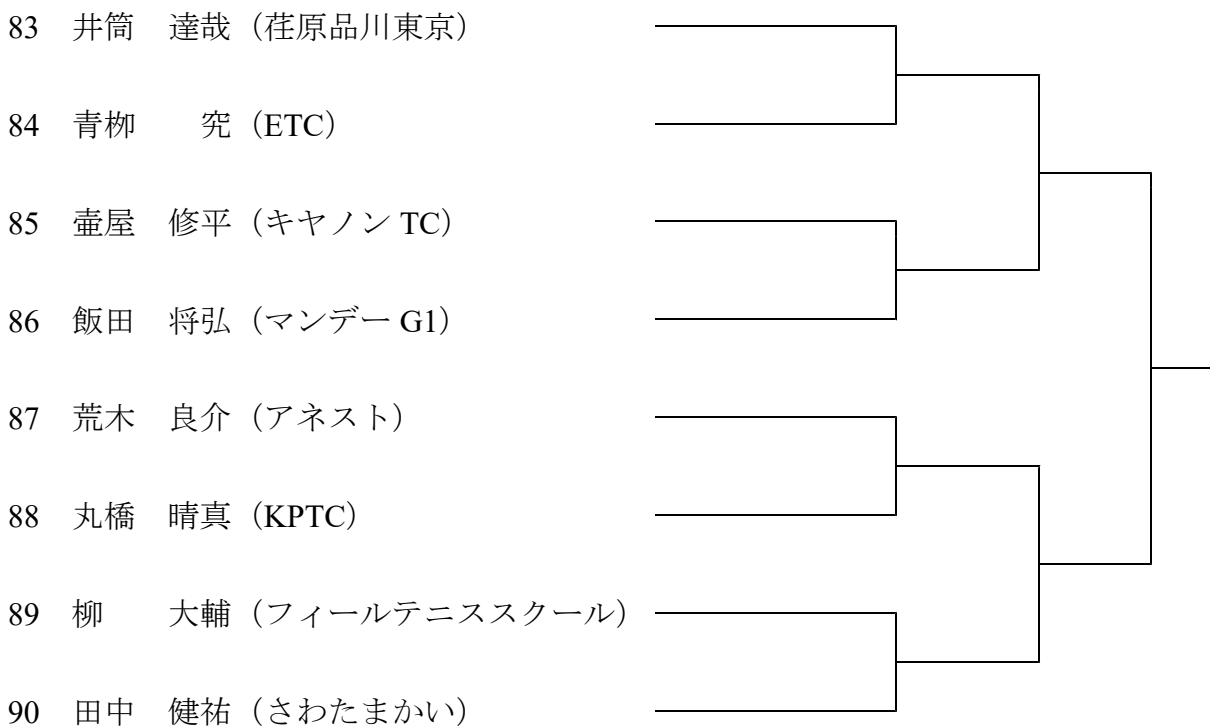 83 井筒　達哉（荏原品川東京）
84 青栁　　究（ETC）
85 壷屋　修平（キヤノン TC）
86 飯田　将弘（マンデー G1）
87 荒木　良介（アネスト）
88 丸橋　晴真（KPTC）
89 柳　　大輔（フィールテニススクール）
90 田中　健祐（さわたまかい）